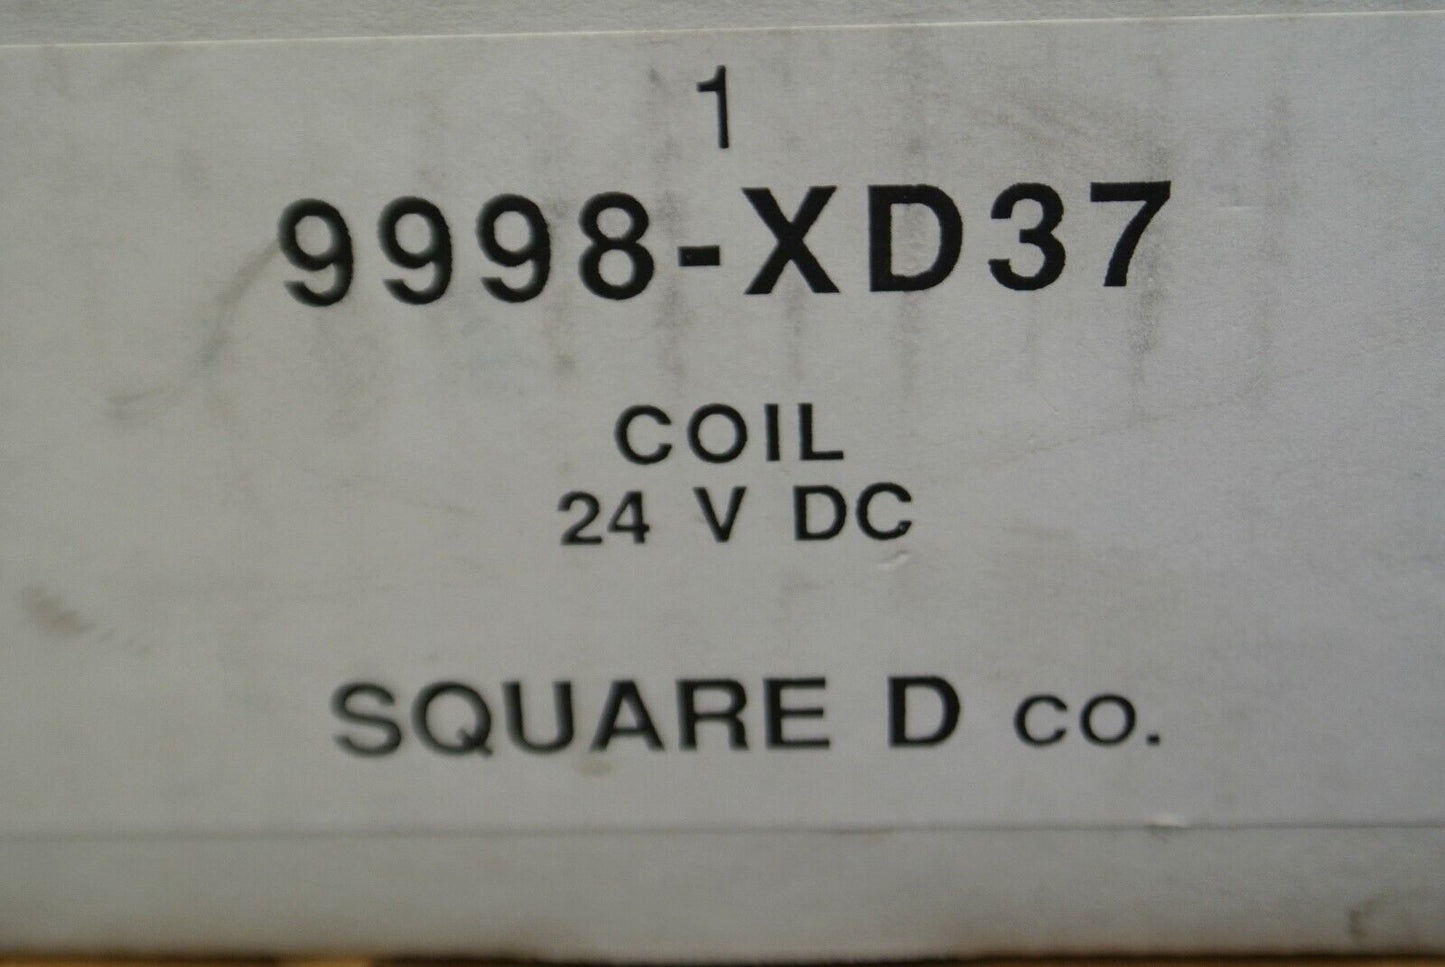 1
9998-XD37
COIL
24 V DC
SQUARE D CO.